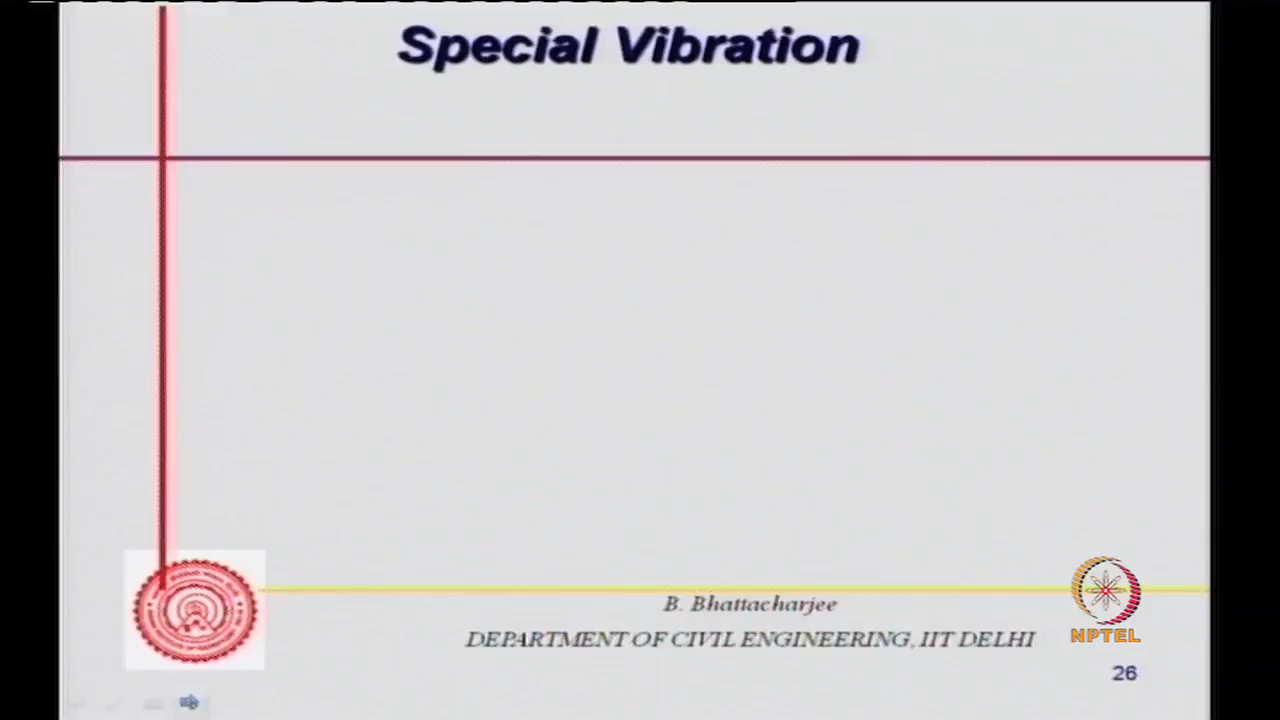 Special Vibration
B. Bhattacharjee
DEPARTMENT OF CIVIL ENGINEERING, IIT DELHI
NPTEL
26